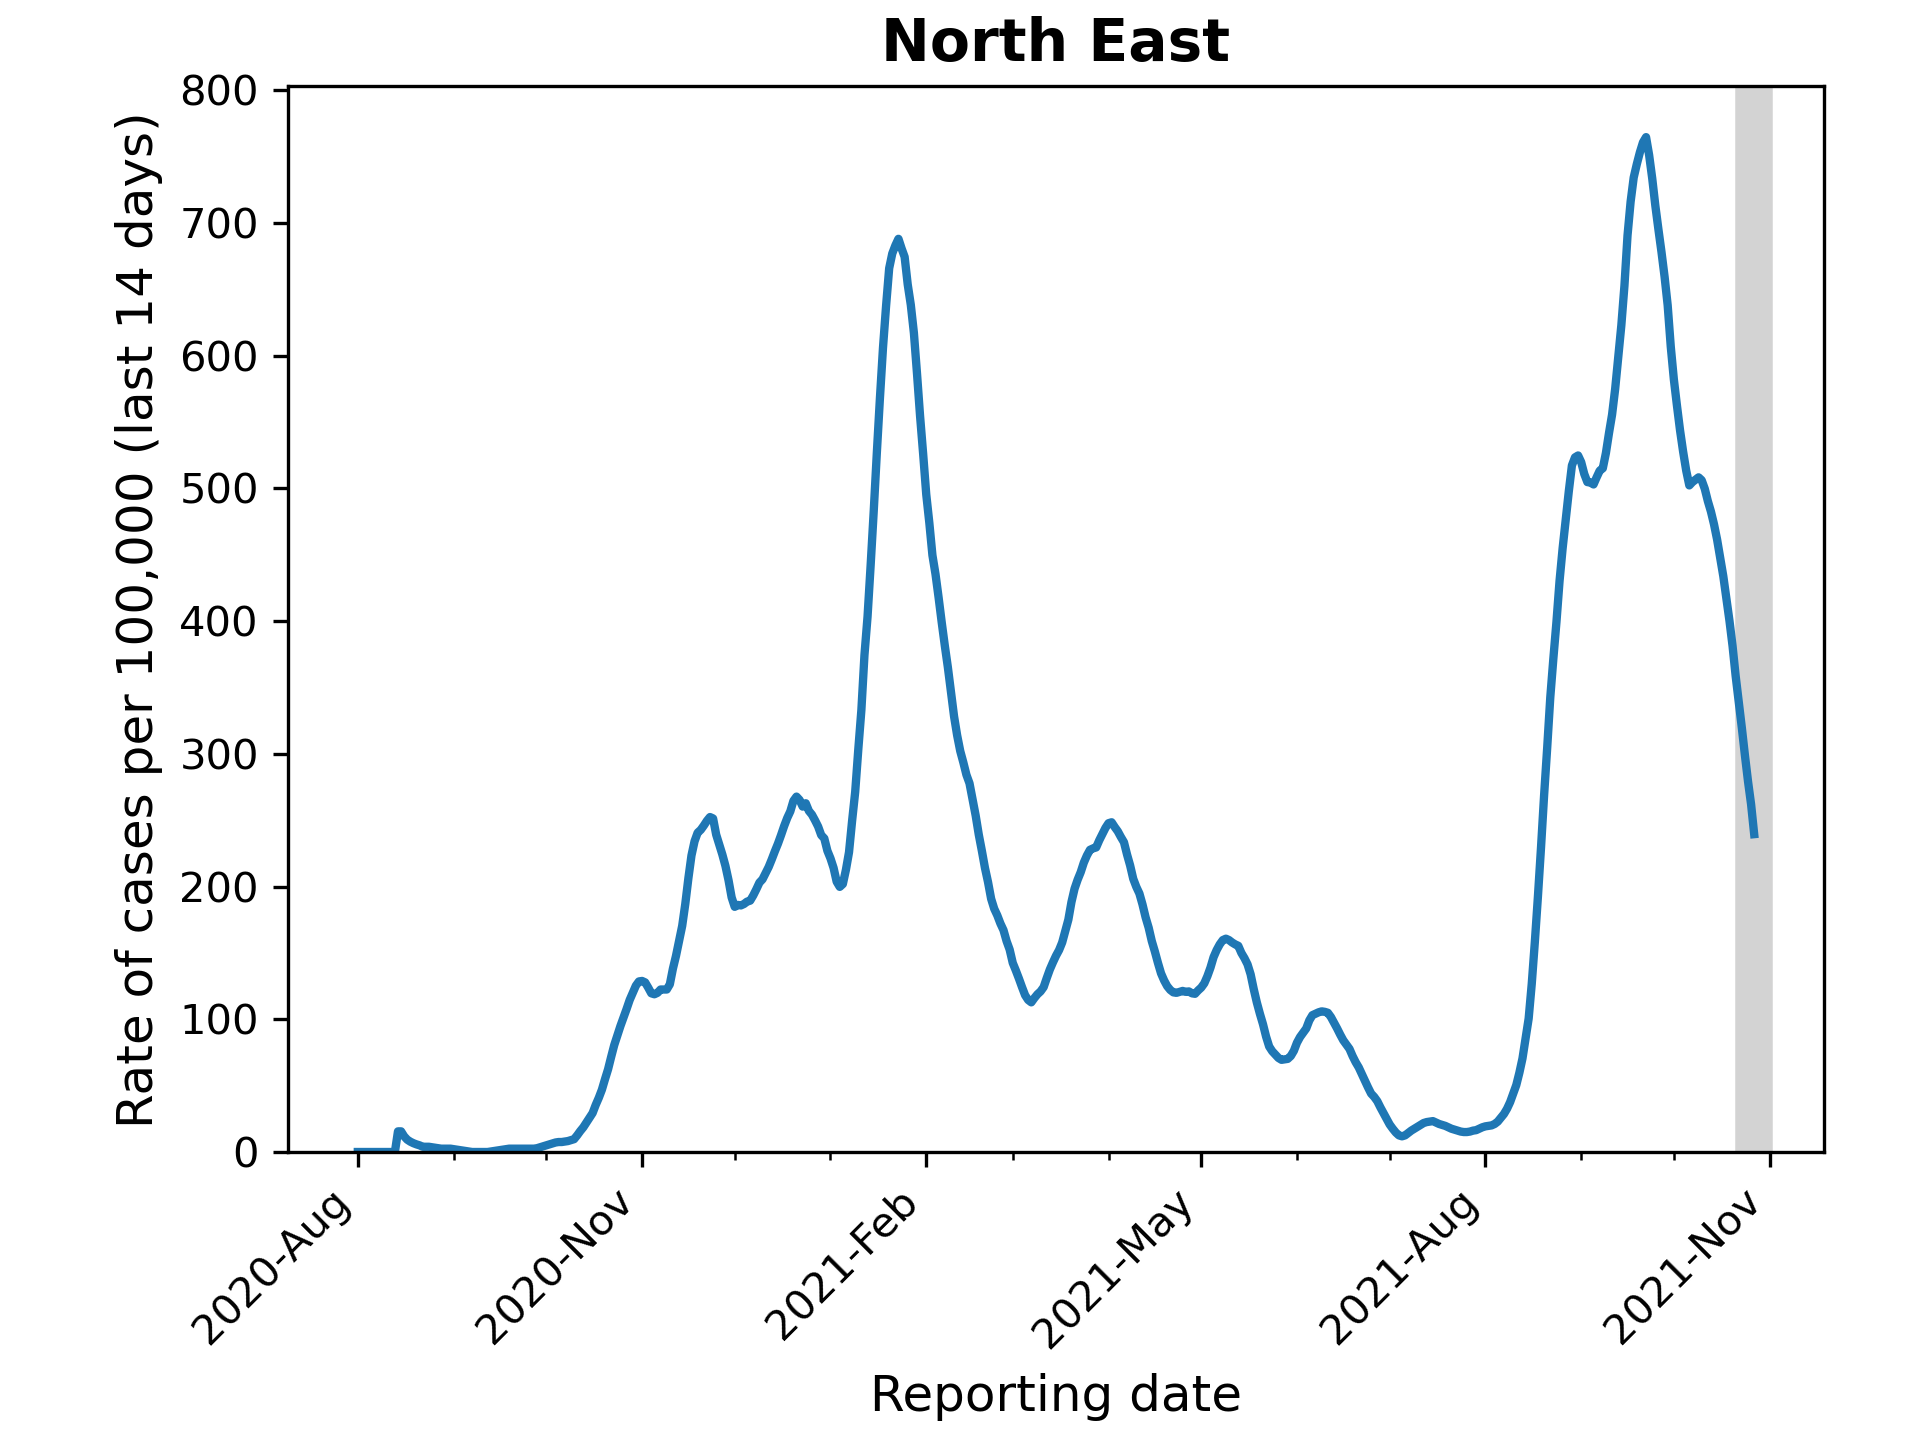 North East
Rate of cases per 100,000 (last 14 days)
800
700
600
500
400
300
200
100
0
2020-Aug
2020-Nov
2021-Feb
2021-May
2021-Aug
2021-Nov
Reporting date